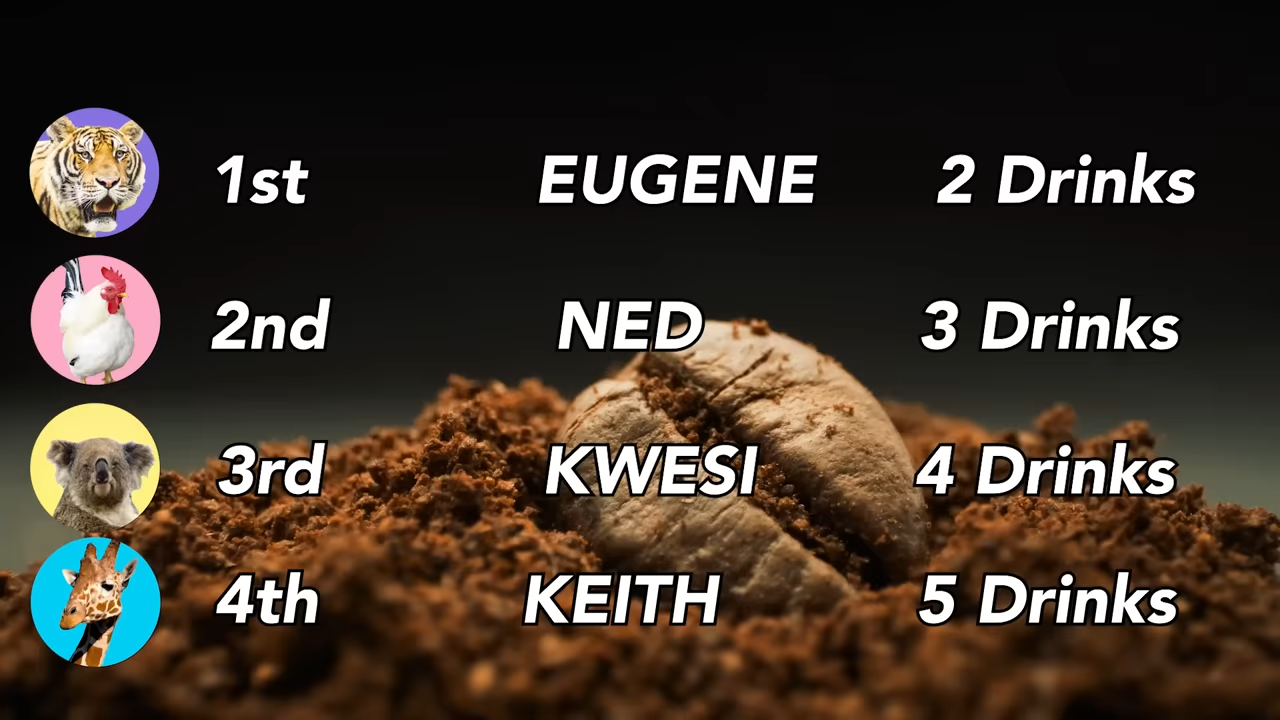 1st EUGENE 2 Drinks
2nd NED 3 Drinks
3rd KWESI 4 Drinks
4th KEITH 5 Drinks